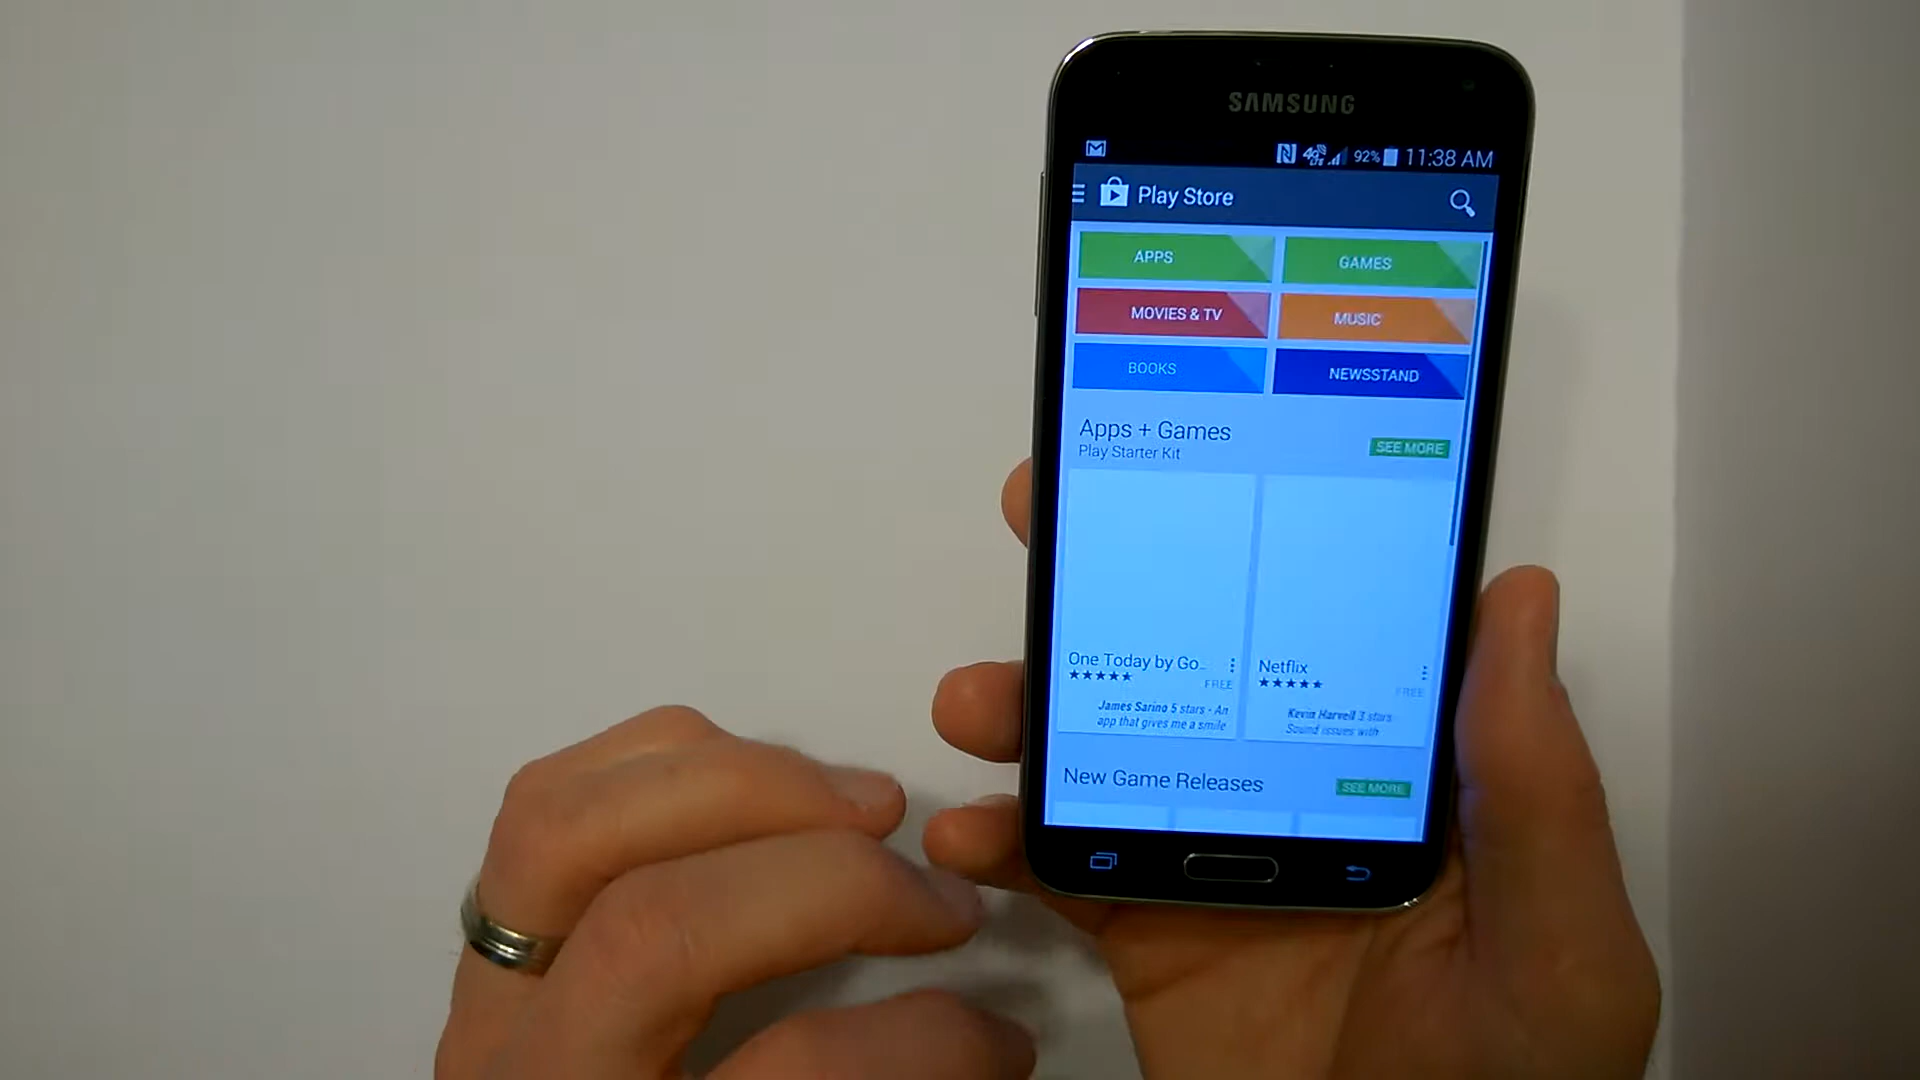 SAMSUNG
4G LTE 92% 11:38 AM
Play Store
APPS
GAMES
MOVIES & TV
MUSIC
BOOKS
NEWSSTAND
Apps + Games
Play Starter Kit
SEE MORE
One Today by Go...
FREE
James Sarino 5 stars - An
app that gives me a smile
Netflix
FREE
Kevin Harvell 3 stars
Sound issues with
New Game Releases
SEE MORE